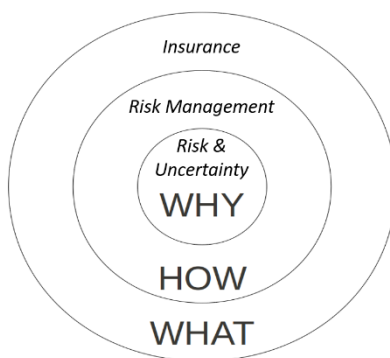 Insurance
Risk Management
Risk &
Uncertainty
WHY
HOW
WHAT